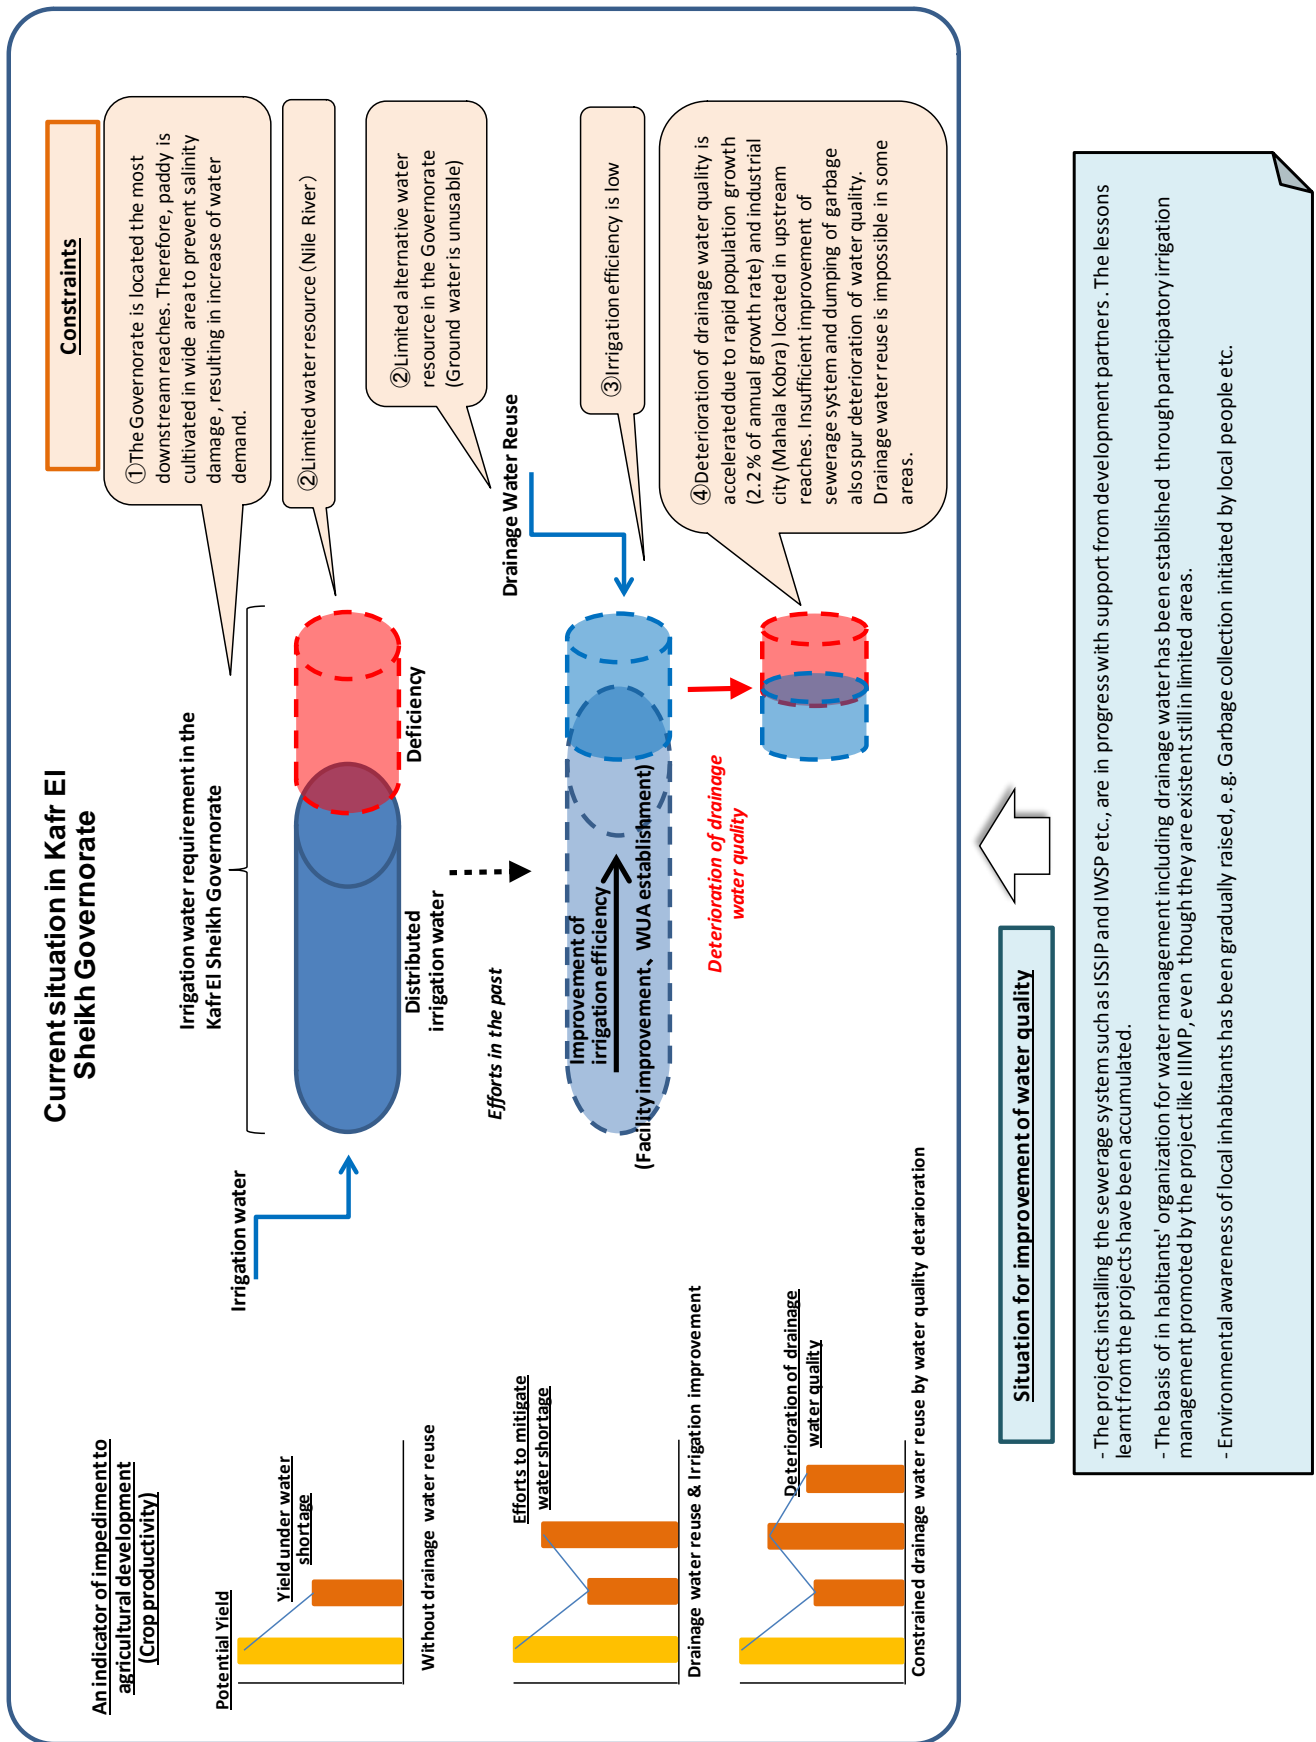 Current situation in Kafr El
Sheikh Governorate
Constraints
An indicator of impediment to
agricultural development
(Crop productivity)
Potential Yield
Yield under water
shortage
Without drainage water reuse
Irrigation water
Irrigation water requirement in the
Kafr El Sheikh Governorate
Distributed
irrigation water
Deficiency
①The Governorate is located the most
downstream reaches. Therefore, paddy is
cultivated in wide area to prevent salinity
damage , resulting in increase of water
demand.
②Limited water resource（Nile River）
②Limited alternative water
resource in the Governorate
(Ground water is unusable)
Efforts in the past
Drainage Water Reuse
Efforts to mitigate
water shortage
Drainage water reuse & Irrigation improvement
Improvement of
irrigation efficiency
(Facility improvement、WUA establishment)
③Irrigation efficiency is low
Deterioration of drainage
water quality
Constrained drainage water reuse by water quality detarioration
Deterioration of drainage
water quality
④Deterioration of drainage water quality is
accelerated due to rapid population growth
(2.2 % of annual growth rate) and industrial
city (Mahala Kobra) located in upstream
reaches. Insufficient improvement of
sewerage system and dumping of garbage
also spur deterioration of water quality.
Drainage water reuse is impossible in some
areas.
Situation for improvement of water quality
- The projects installing the sewerage system such as ISSIP and IWSP etc., are in progress with support from development partners. The lessons
learnt from the projects have been accumulated.
- The basis of in habitants' organization for water management including drainage water has been established through participatory irrigation
management promoted by the project like IIIMP, even though they are existent still in limited areas.
- Environmental awareness of local inhabitants has been gradually raised, e.g. Garbage collection initiated by local people etc.